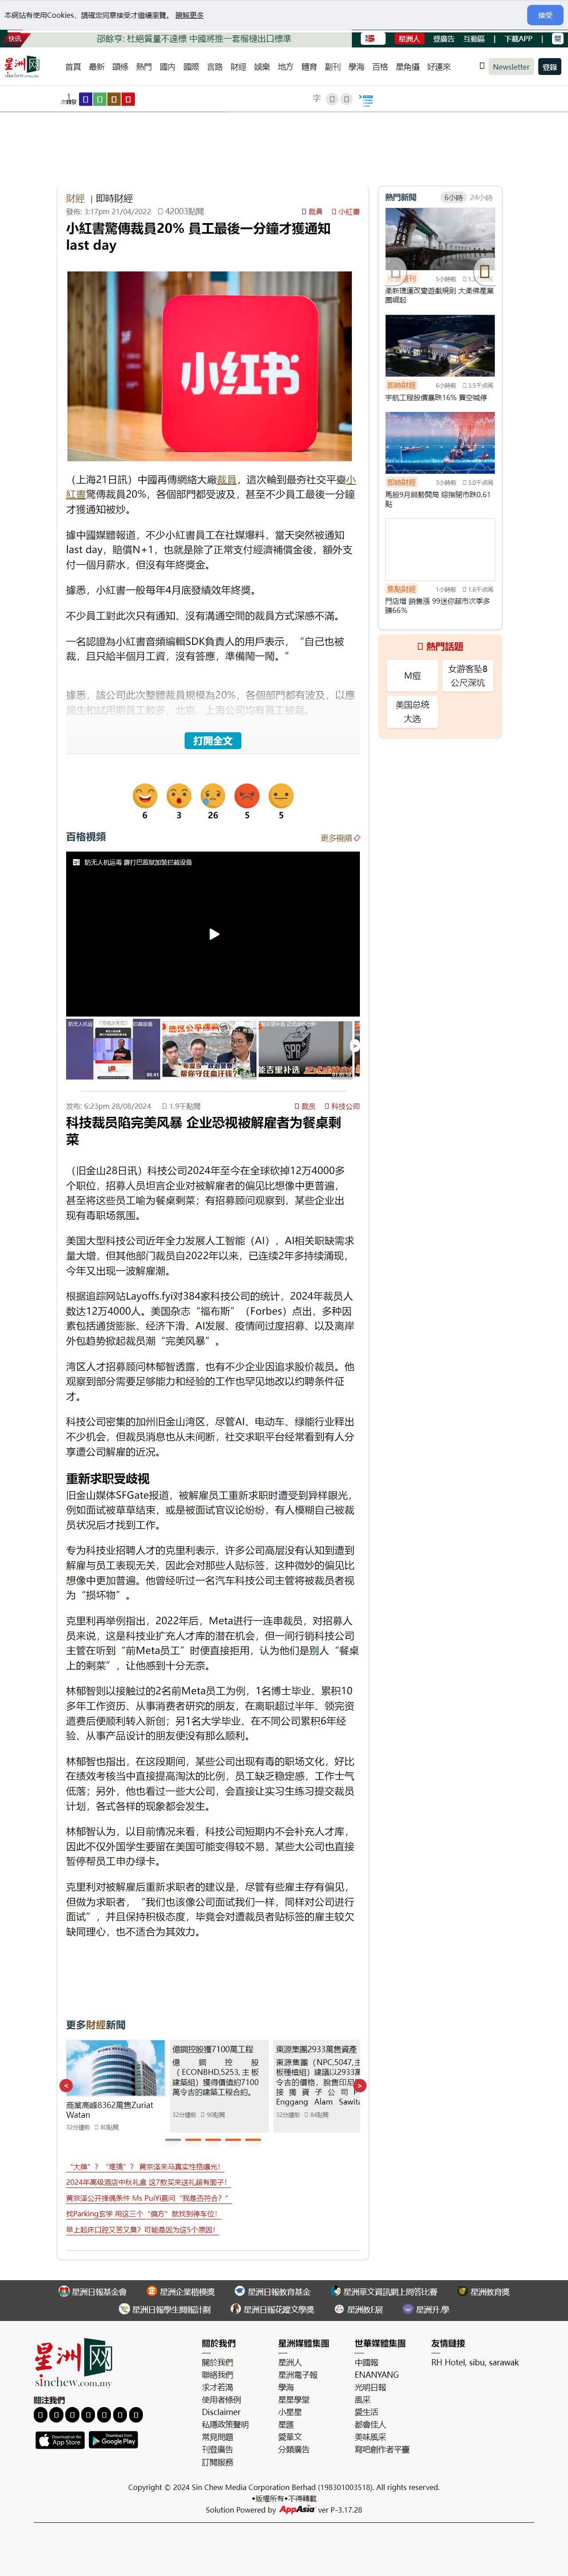 本網站有使用Cookies，請確定同意接受才繼續瀏覽。 瞭解更多
接受
快訊
邵餘亨: 杜絕質量不達標 中國將推一套榴槤出口標準
星洲人 登廣告 互動區 | 下載APP |
星洲网
首頁 最新 頭條 熱門 國內 國際 言路 財經 娛樂 地方 體育 副刊 學海 百格 星角攝 好運來
Newsletter
登錄
1
次轉發
字
財經 | 即時財經
發佈: 3:17pm 21/04/2022 42003點閱
裁員 小紅書
小紅書驚傳裁員20% 員工最後一分鐘才獲通知
last day
小红书
（上海21日訊）中國再傳網絡大廠裁員，這次輪到最夯社交平臺小
紅書驚傳裁員20%，各個部門都受波及，甚至不少員工最後一分鐘
才獲通知被炒。
據中國媒體報道，不少小紅書員工在社媒爆料，當天突然被通知
last day，賠償N+1，也就是除了正常支付經濟補償金後，額外支
付一個月薪水，但沒有年終獎金。
據悉，小紅書一般每年4月底發績效年終獎。
不少員工對此次只有通知、沒有溝通空間的裁員方式深感不滿。
一名認證為小紅書音頻編輯SDK負責人的用戶表示，“自己也被
裁，且只給半個月工資，沒有答應，準備鬧一鬧。”
據悉，該公司此次整體裁員規模為20%，各個部門都有波及，以應
屆生和試用期員工較多，北京，上海公司均有員工被裁。
打開全文
6 3 26 5 5
百格視頻
更多視頻
防无人机运毒 霹打巴监狱加装拦截设备
00:41
发布: 6:23pm 28/08/2024 1.9千點閱
裁员 科技公司
科技裁员陷完美风暴 企业恐视被解雇者为餐桌剩
菜
（旧金山28日讯）科技公司2024年至今在全球砍掉12万4000多
个职位，招募人员坦言企业对被解雇者的偏见比想像中更普遍，
甚至将这些员工喻为餐桌剩菜；有招募顾问观察到，某些企业出
现有毒职场氛围。
美国大型科技公司近年全力发展人工智能（AI），AI相关职缺需求
量大增，但其他部门裁员自2022年以来，已连续2年多持续涌现，
今年又出现一波解雇潮。
根据追踪网站Layoffs.fyi对384家科技公司的统计，2024年裁员人
数达12万4000人。美国杂志“福布斯”（Forbes）点出，多种因
素包括通货膨胀、经济下滑、AI发展、疫情间过度招募、以及离岸
外包趋势掀起裁员潮“完美风暴”。
湾区人才招募顾问林郁智透露，也有不少企业因追求股价裁员。他
观察到部分需要足够能力和经验的工作也罕见地改以约聘条件征
才。
科技公司密集的加州旧金山湾区，尽管AI、电动车、绿能行业释出
不少机会，但裁员消息也从未间断，社交求职平台经常看到有人分
享遭公司解雇的近况。
重新求职受歧视
旧金山媒体SFGate报道，被解雇员工重新求职时遭受到异样眼光，
例如面试被草草结束，或是被面试官议论纷纷，有人模糊自己被裁
员状况后才找到工作。
专为科技业招聘人才的克里利表示，许多公司高层没有认知到遭到
解雇与员工表现无关，因此会对那些人贴标签，这种微妙的偏见比
想像中更加普遍。他曾经听过一名汽车科技公司主管将被裁员者视
为“损坏物”。
克里利再举例指出，2022年后，Meta进行一连串裁员，对招募人
员来说，这是科技业扩充人才库的潜在机会，但一间行销科技公司
主管在听到“前Meta员工”时便直接拒用，认为他们是别人“餐桌
上的剩菜”，让他感到十分无奈。
林郁智则以接触过的2名前Meta员工为例，1名博士毕业、累积10
多年工作资历、从事消费者研究的朋友，在离职超过半年、领完资
遣费后便顺利转入新创；另1名大学毕业、在不同公司累积6年经
验、从事产品设计的朋友便没有那么顺利。
林郁智也指出，在这段期间，某些公司出现有毒的职场文化，好比
在绩效考核当中直接提高淘汰的比例，员工缺乏稳定感，工作士气
低落；另外，他也看过一些大公司，会直接让实习生练习提交裁员
计划，各式各样的现象都会发生。
林郁智认为，以目前情况来看，科技公司短期内不会补充人才库，
因此不仅外国学生要留在美国可能变得较不易，某些大公司也直接
暂停帮员工申办绿卡。
克里利对被解雇后重新求职者的建议是，尽管有些雇主存有偏见，
但做为求职者，“我们也该像公司面试我们一样，同样对公司进行
面试”，并且保持积极态度，毕竟会对遭裁员者贴标签的雇主较欠
缺同理心，也不适合为其效力。
更多財經新聞
商業高峰8362萬售Zuriat
Watan
32分鐘前 80點閱
億鋼控股獲7100萬工程
億鋼控股
（ECONBHD,5253,主板
建築組）獲得價值約7100
萬令吉的建築工程合約。
32分鐘前 90點閱
東源集團2933萬售資產
東源集團（NPC,5047,主
板種植組）建議以2933萬
令吉的價格，脫售印尼
接獨資子公司
Enggang Alam Sawita
32分鐘前 84點閱
“大牌”？“難搞”？ 黄宗泽来马真实性格曝光！
2024年高级酒店中秋礼盒 这7款买来送礼超有面子！
黄宗泽公开择偶条件 Ms PuiYi直问“我是否符合？”
找Parking玄学 用这三个“偏方”就找到停车位！
早上起床口腔又苦又臭？可能是因为这5个原因！
熱門新聞
6小時 24小時
5小時前
柔新捷運改變遊戲規則 大柔佛產業
圈崛起
即時財經 6小時前 3.5千点阅
宇航工程股價暴跌16% 賣空喊停
即時財經 3小時前 3.0千点阅
馬股9月弱勢開局 綜指閉市跌0.61
點
焦點財經 1小時前 1.6千点阅
門店增 銷售漲 99迷你超市次季多
賺66%
熱門話題
M痘
女游客坠8
公尺深坑
美国总统
大选
星洲日報基金會 星洲企業楷模獎 星洲日報教育基金 星洲華文資訊網上問答比賽 星洲教育獎
星洲日報學生簡報計劃 星洲日報花蹤文學獎 星洲教E展 星洲升學
星洲网
sinchew.com.my
關注我們
Download on the
App Store
Download from
Google Play
關於我們
關於我們
聯絡我們
求才若渴
使用者條例
Disclaimer
私隱政策聲明
常見問題
刊登廣告
訂閱服務
星洲媒體集團
星洲人
星洲電子報
學海
星星學堂
小星星
星匯
愛華文
分類廣告
世華媒體集團
中國報
ENANYANG
光明日報
風采
愛生活
都會佳人
美味風采
寫吧創作者平臺
友情鏈接
RH Hotel, sibu, sarawak
Copyright © 2024 Sin Chew Media Corporation Berhad (198301003518). All rights reserved.
•版權所有•不得轉載
Solution Powered by AppAsia ver P-3.17.28